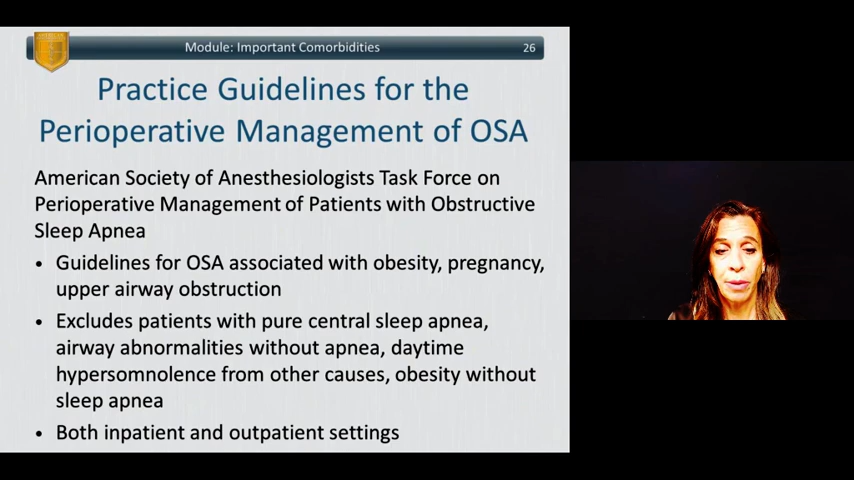 Module: Important Comorbidities
26
Practice Guidelines for the
Perioperative Management of OSA
American Society of Anesthesiologists Task Force on
Perioperative Management of Patients with Obstructive
Sleep Apnea
• Guidelines for OSA associated with obesity, pregnancy,
upper airway obstruction
• Excludes patients with pure central sleep apnea,
airway abnormalities without apnea, daytime
hypersomnolence from other causes, obesity without
sleep apnea
• Both inpatient and outpatient settings